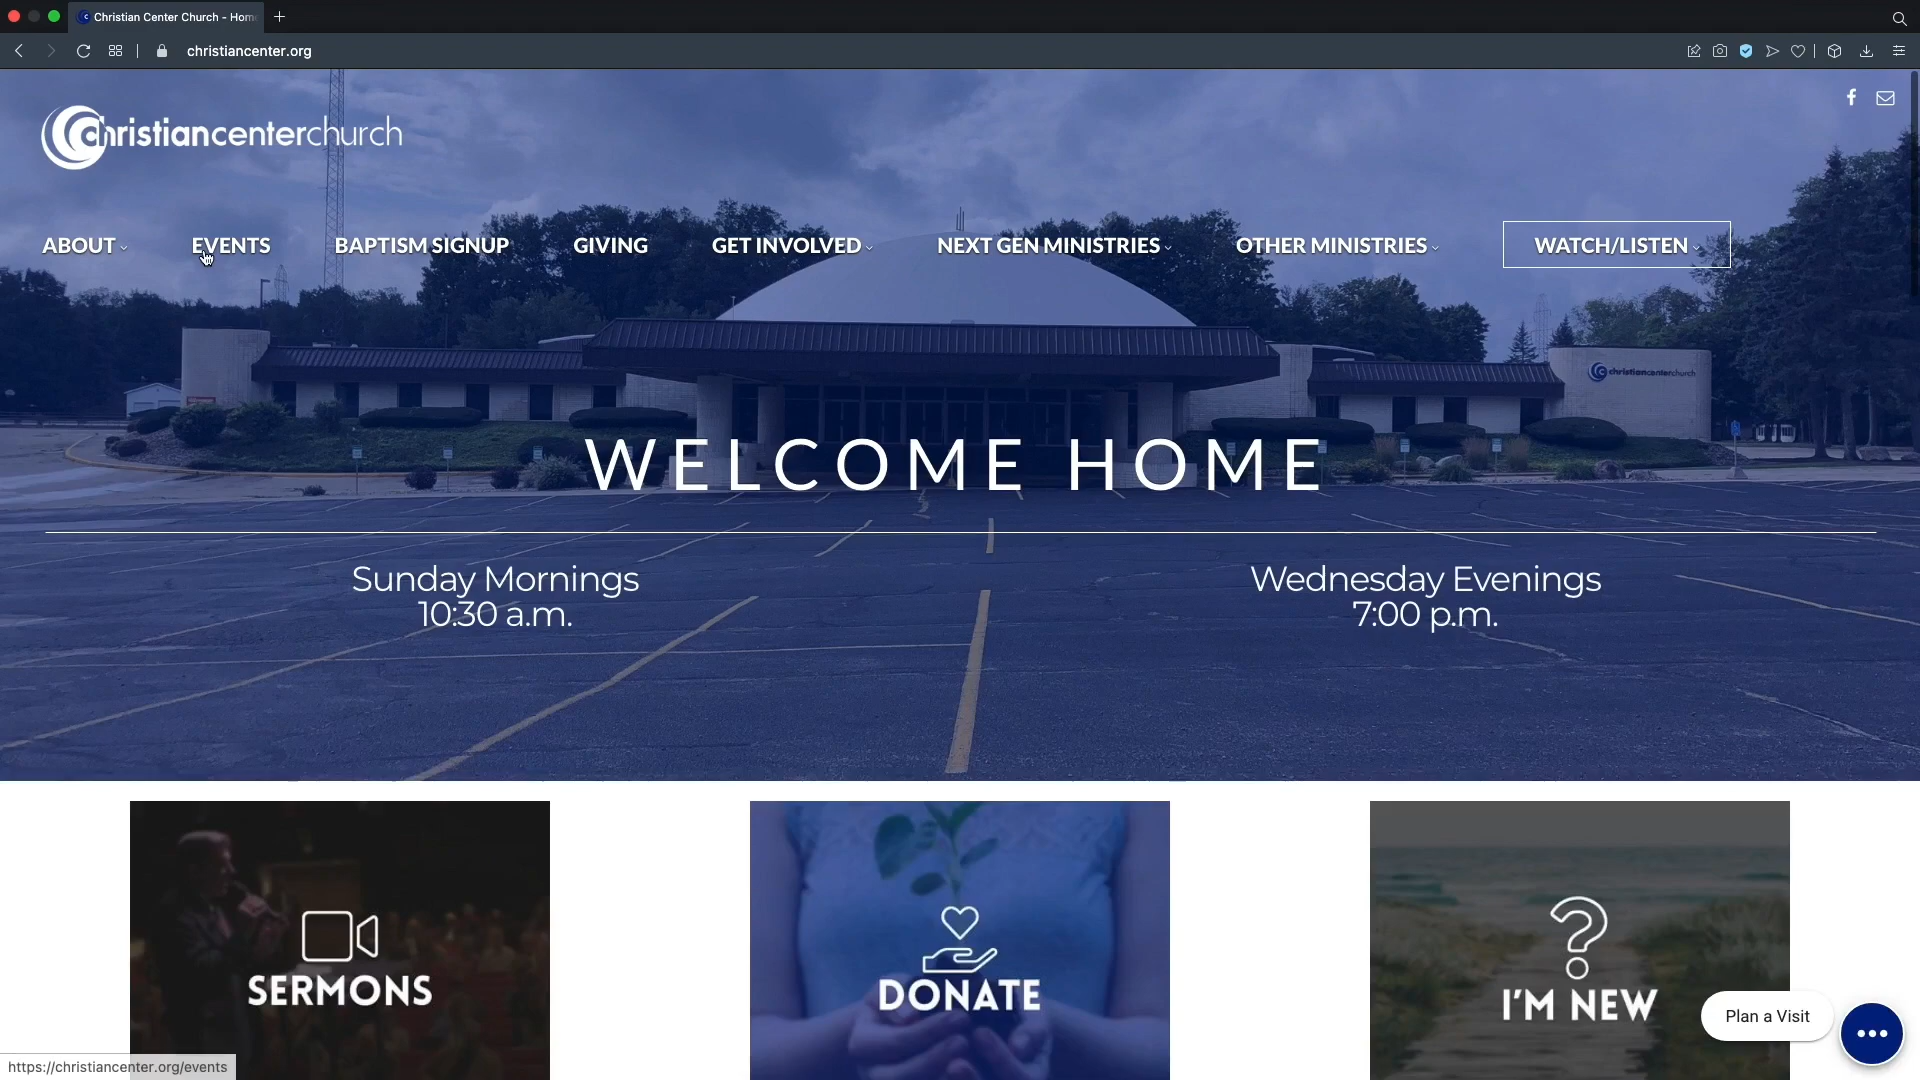 Christian Center Church - Hom
christiancenter.org
christiancenterchurch
ABOUT
EVENTS
BAPTISM SIGNUP
GIVING
GET INVOLVED
NEXT GEN MINISTRIES
OTHER MINISTRIES
WATCH/LISTEN
christiancenterchurch
WELCOME HOME
Sunday Mornings
10:30 a.m.
Wednesday Evenings
7:00 p.m.
SERMONS
DONATE
I'M NEW
Plan a Visit
https://christiancenter.org/events